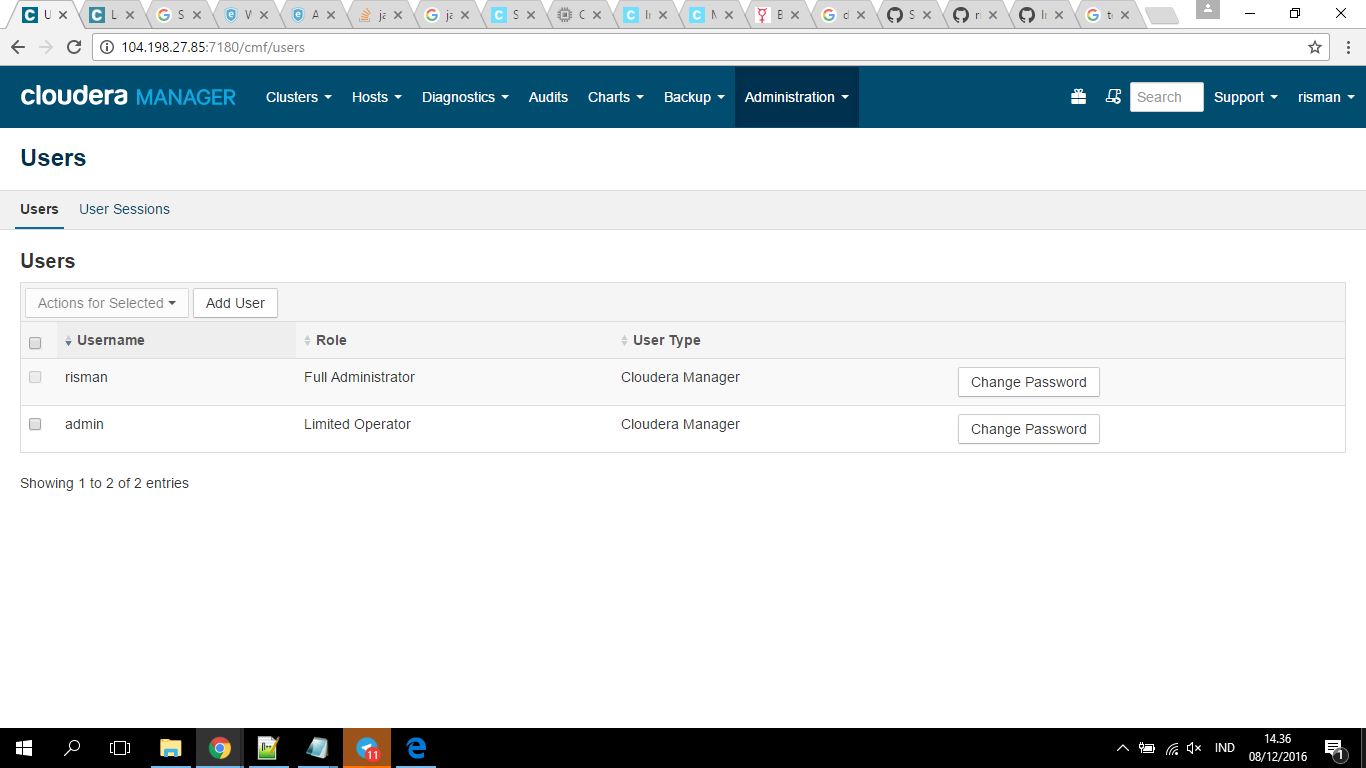 U L S V A ja ja S C Ir M B d S ri Ir te
104.198.27.85:7180/cmf/users
cloudera MANAGER Clusters Hosts Diagnostics Audits Charts Backup Administration Search Support risman
Users
Users User Sessions
Users
Actions for Selected Add User
Username Role User Type
risman Full Administrator Cloudera Manager Change Password
admin Limited Operator Cloudera Manager Change Password
Showing 1 to 2 of 2 entries
11 IND 14.36
08/12/2016 1